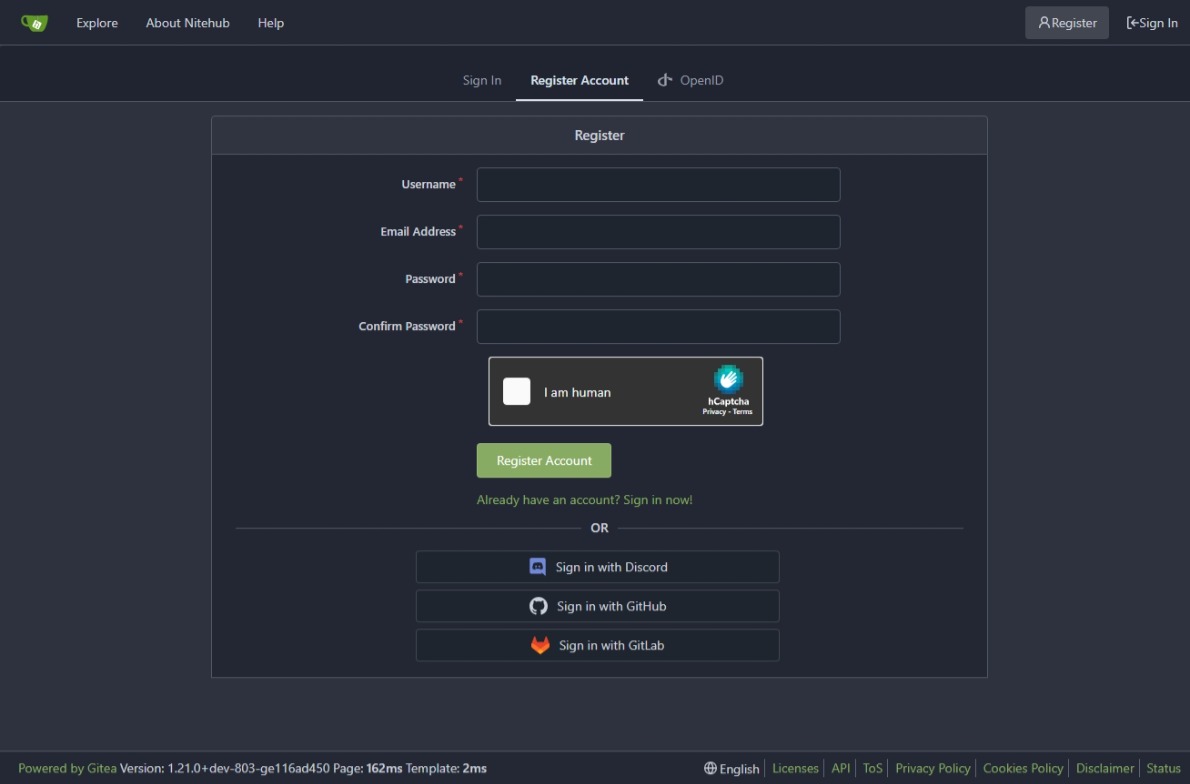 Explore About Nitehub Help Register Sign In
Sign In Register Account OpenID
Register
Username *
Email Address *
Password *
Confirm Password *
I am human
hCaptcha
Privacy - Terms
Register Account
Already have an account? Sign in now!
OR
Sign in with Discord
Sign in with GitHub
Sign in with GitLab
Powered by Gitea Version: 1.21.0+dev-803-ge116ad450 Page: 162ms Template: 2ms English Licenses API ToS Privacy Policy Cookies Policy Disclaimer Status